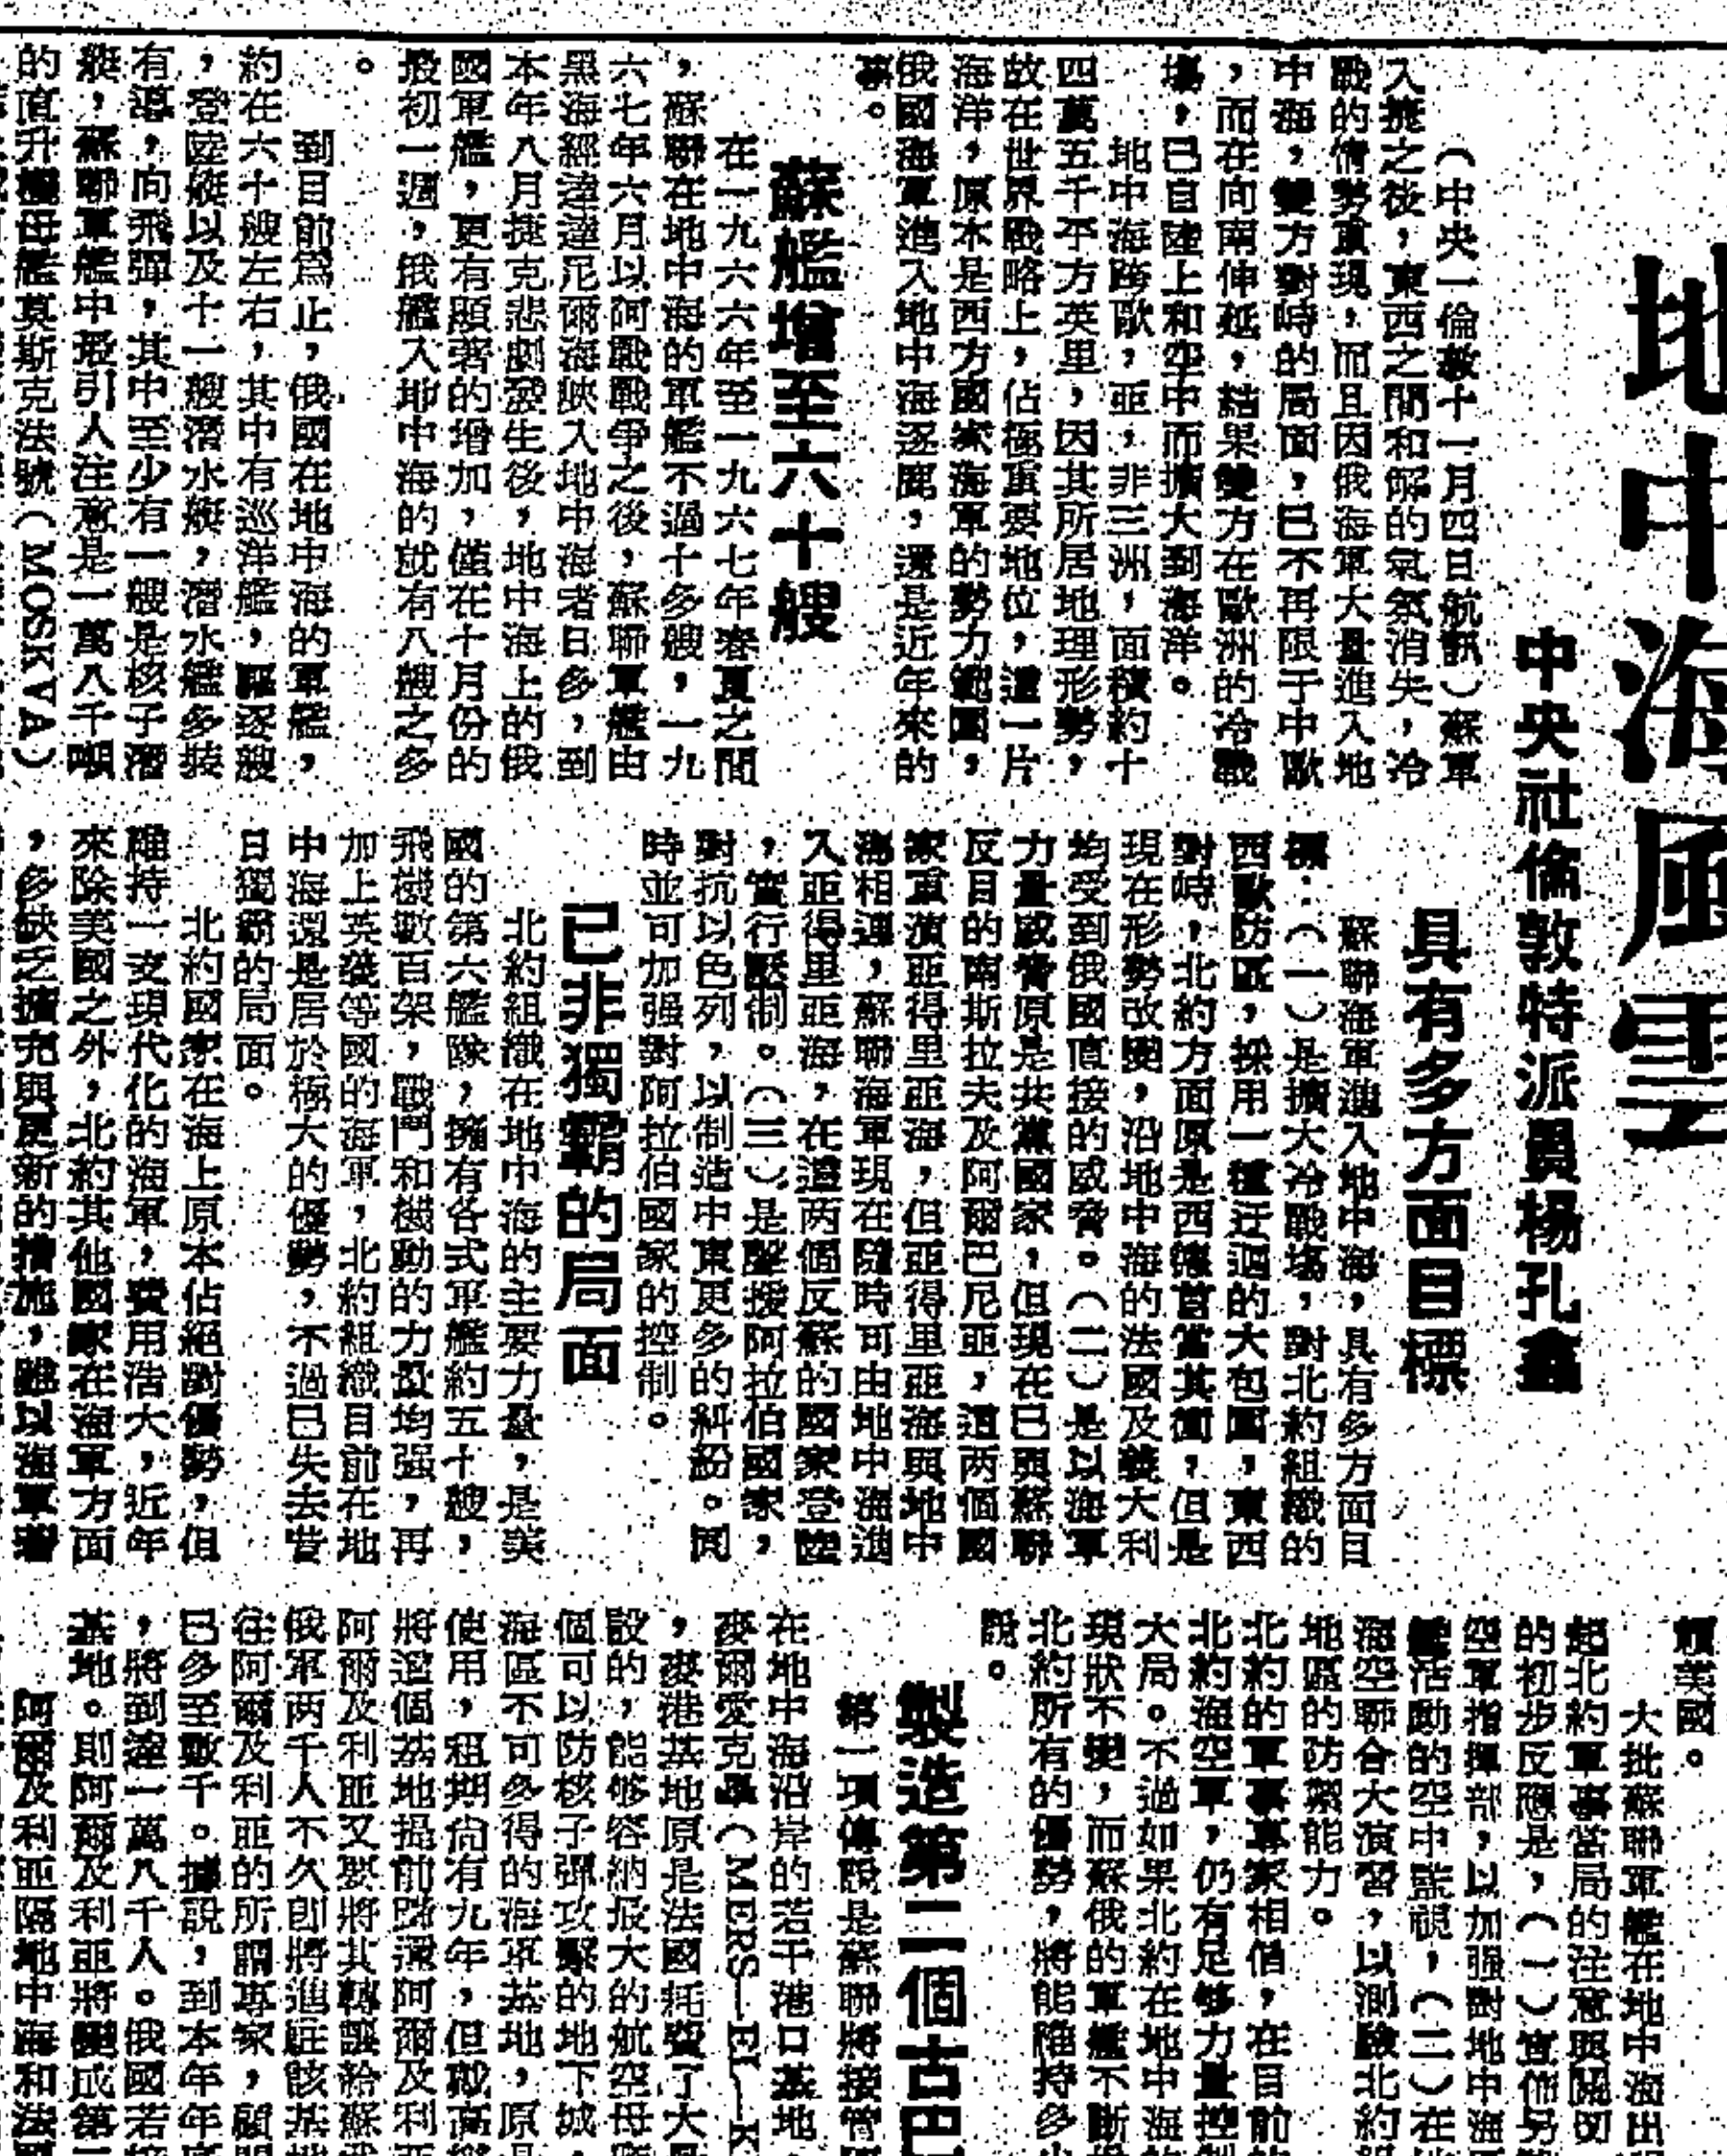 地中海風雲
中央社倫敦特派員楊孔鑫
（中央一倫敦十一月四日航訊）蘇軍
入捷之後，東西之間和解的氣氛消失，冷
戰的情勢重現，而且因俄海軍大量進入地
中海，雙方對峙的局面，已不再限于中歐
，而在向南伸延，結果雙方在歐洲的冷戰
場，已自陸上和空中而擴大到海洋。
地中海跨歐，亞，非三洲，面積約十
四萬五千平方英里，因其所居地理形勢，
故在世界戰略上，佔極重要地位，這一片
海洋，原本是西方國家海軍的勢力範圍，
俄國海軍進入地中海逐鹿，還是近年來的
事。
蘇艦增至六十艘
在一九六六年至一九六七年春夏之間
，蘇聯在地中海的軍艦不過十多艘，一九
六七年六月以阿戰爭之後，蘇聯軍艦由
黑海經達達尼爾海峽入地中海者日多，到
本年八月捷克悲劇發生後，地中海上的俄
國軍艦，更有顯著的增加，僅在十月份的
最初一週，俄艦入地中海的就有八艘之多
。
到目前為止，俄國在地中海的軍艦，
約在六十艘左右，其中有巡洋艦，驅逐艘
，登陸艇以及十一艘潛水艇，潛水艦多裝
有導向飛彈，其中至少有一艘是核子潛
艇，蘇聯軍艦中最引人注意是一萬八千噸
的直升機母艦莫斯克法號（MOSKVA）
具有多方面目標
蘇聯海軍進入地中海，具有多方面目
標：（一）是擴大冷戰場，對北約組織的
西歐防區，採用一種迂迴的大包圍，東西
對峙，北約方面原是西德首當其衝，但是
現在形勢改變，沿地中海的法國及義大利
均受到俄國直接的威脅。（二）是以海軍
力量威脅原是共黨國家，但現在已與蘇聯
反目的南斯拉夫及阿爾巴尼亞，這两個國
家軍濱亞得里亞海，但亞得里亞海與地中
海相連，蘇聯海軍現在隨時可由地中海進
入亞得里亞海，在這两個反蘇的國家登陸
，實行壓制。（三）是聲援阿拉伯國家，
對抗以色列，以制造中東更多的糾紛。同
時並可加强對阿拉伯國家的控制。
已非獨霸的局面
北約組織在地中海的主要力量，是美
國的第六艦隊，擁有各式軍艦約五十艘，
飛機數百架，戰鬥和機動的力量均强，再
加上英義等國的海軍，北約組織目前在地
中海還是居於極大的優勢，不過已失去昔
日獨霸的局面。
北約國家在海上原本佔絕對優勢，但
維持一支現代化的海軍，費用浩大，近年
來除美國之外，北約其他國家在海軍方面
，多缺乏擴充與更新的措施，雖以海軍著
賴美國。
大批蘇聯軍艦在地中海出
起北約軍事當局的注意與關切
的初步反應是，（一）宣佈另
空軍指揮部，以加强對地中海
艦活動的空中監視，（二）在
海空聯合大演習，以測驗北約
地區的防禦能力。
北約的軍事專家相信，在目前
北約海空軍，仍有足够力量控制
大局。不過如果北約在地中海的
現狀不變，而蘇俄的軍艦不斷
北約所有的優勢，將能維持多少
說。
製造第二個古巴
第一項傳說是蘇聯將接管
在地中海沿岸的若干港口基地，
麥爾愛克畢（MERS—EL—K
，麥港基地原是法國耗費了大
設的，能够容納最大的航空母
個可以防核子彈攻擊的地下城，
海區不可多得的海軍基地，原
使用，租期尚有九年，但戴高
將這個基地提前歸還阿爾及利
阿爾及利亞又要將其轉讓給蘇
俄軍两千人不久即將進駐該基
往阿爾及利亞的所謂專家，顧
已多至數千。據說，到本年年
，將到達一萬八千人。俄國若
基地。則阿爾及利亞將變成第
阿爾及利亞隔地中海和法國